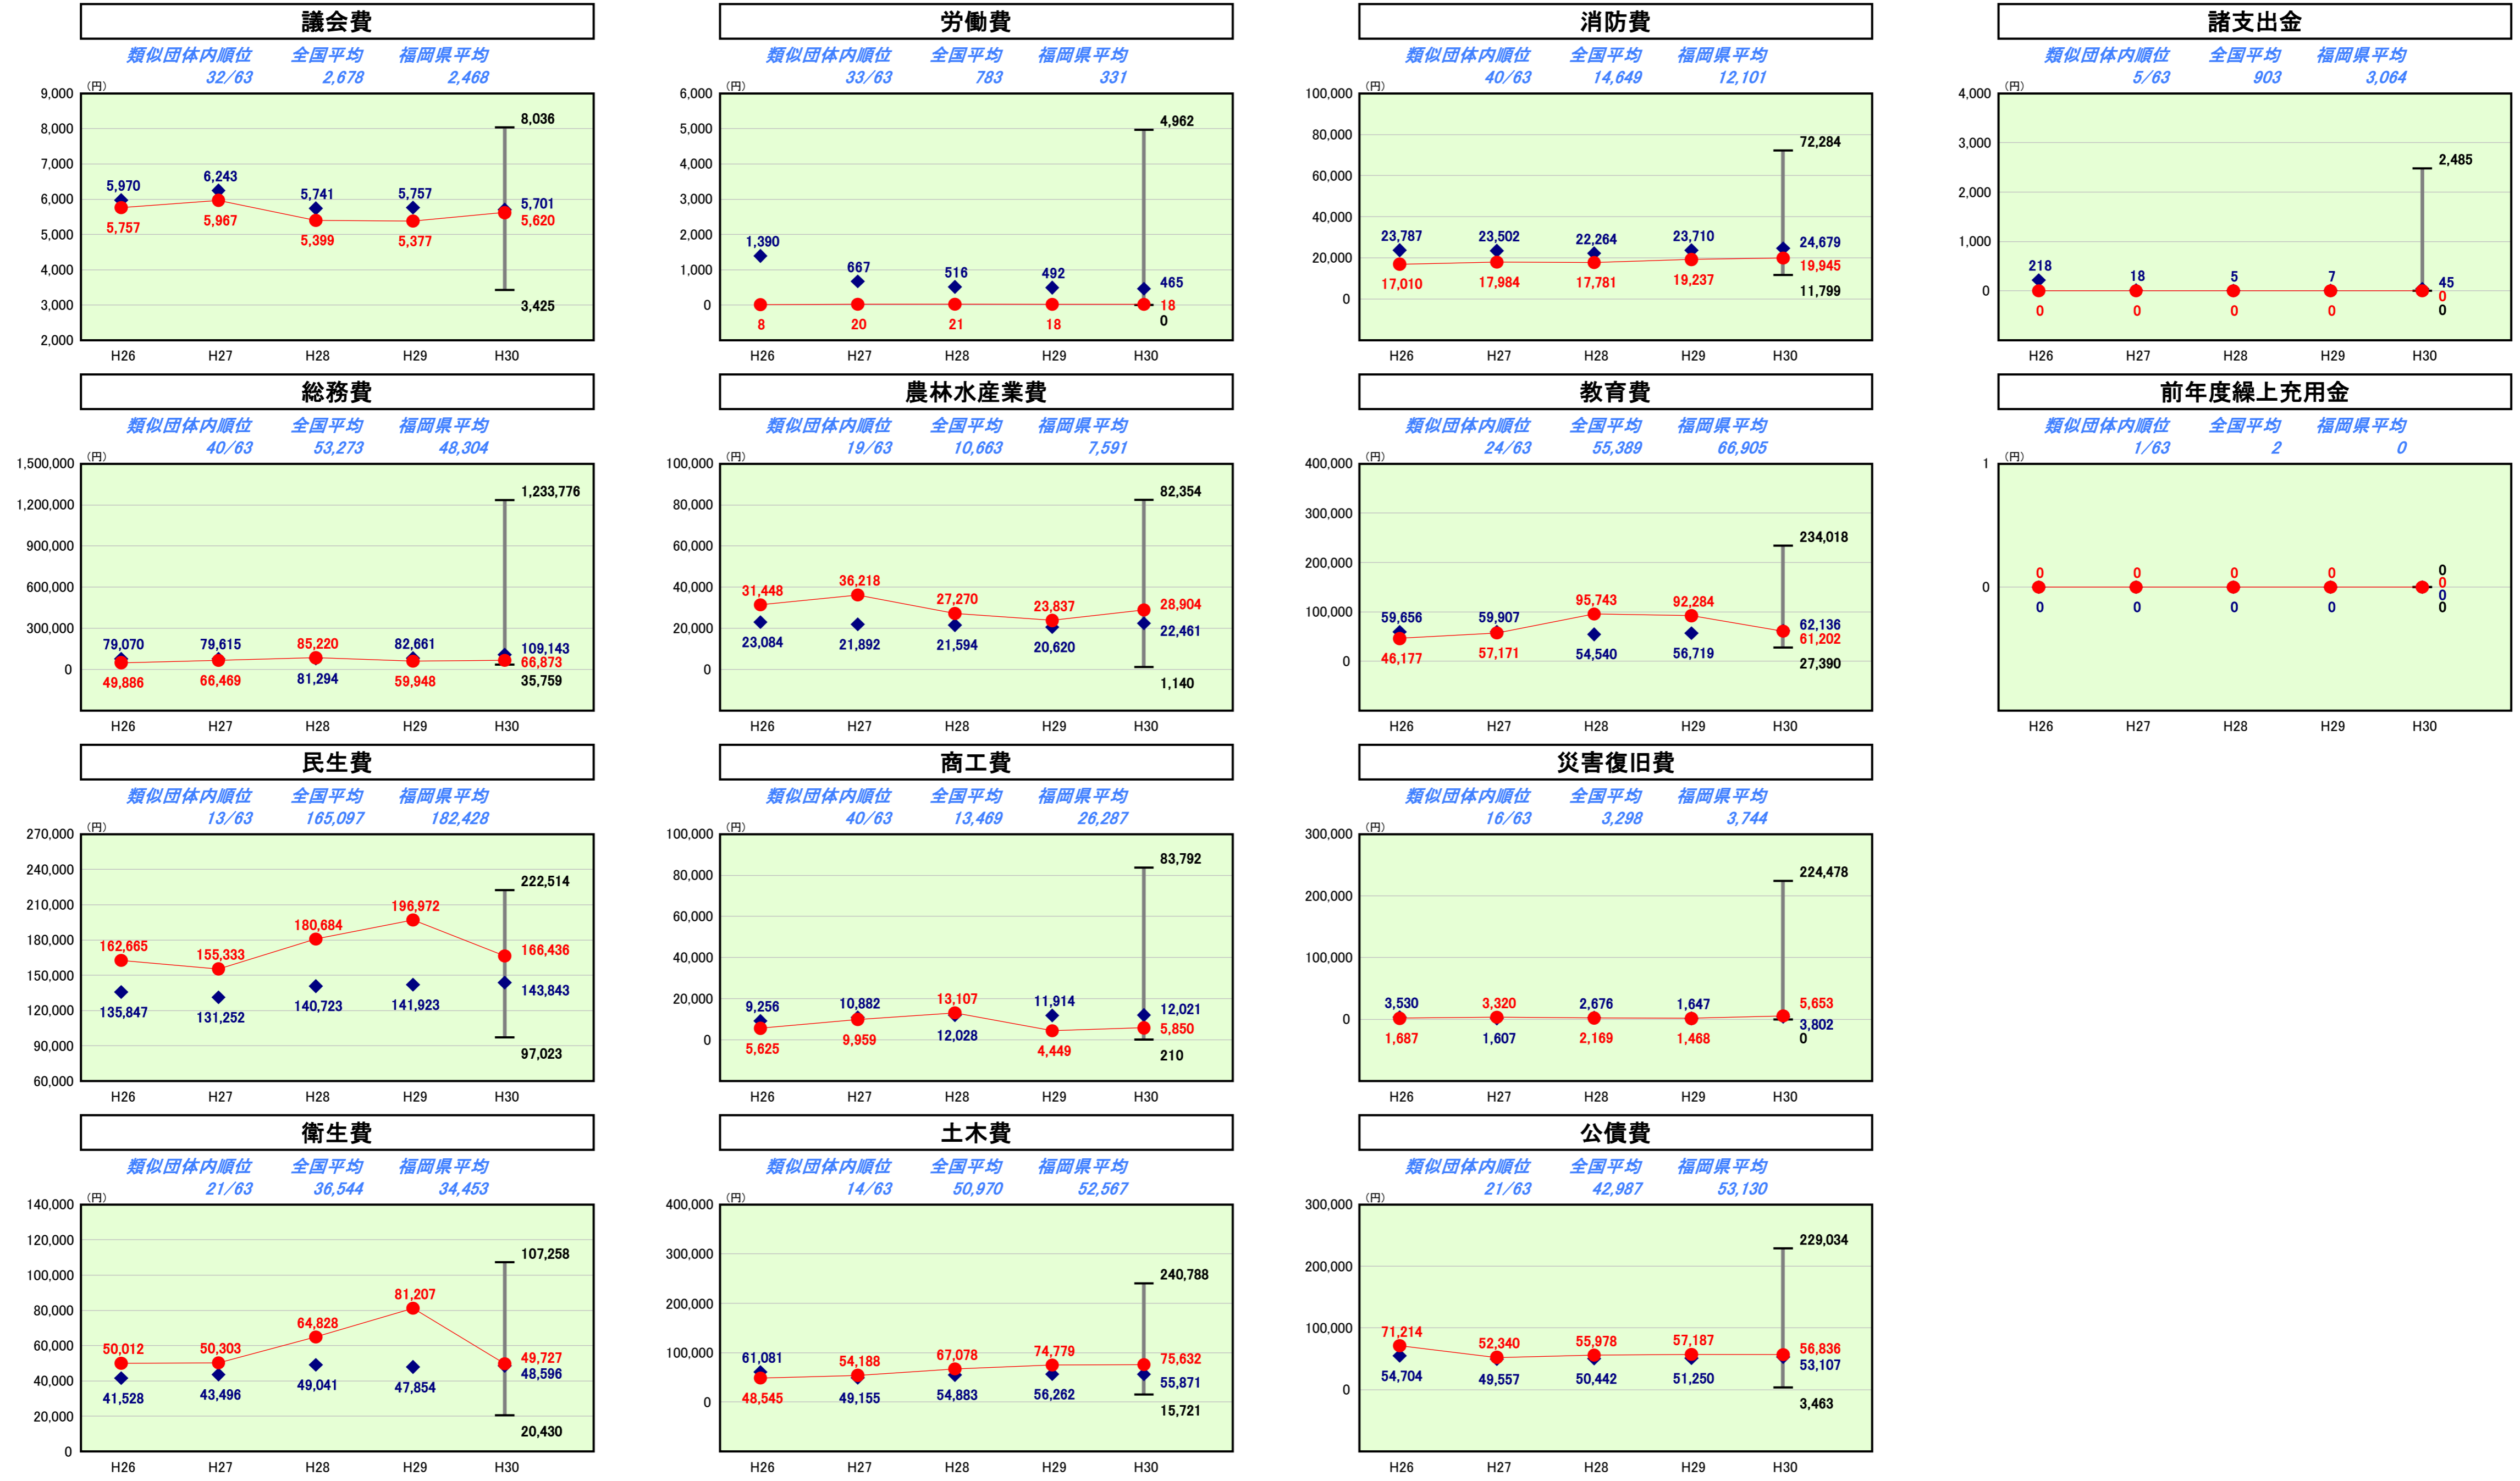 議会費
類似団体内順位 全国平均 福岡県平均
32/63 2,678 2,468
(円)
9,000
8,000
7,000
6,000
5,000
4,000
3,000
2,000
5,970 6,243 5,741 5,757 5,701
5,757 5,967 5,399 5,377 5,620
8,036
3,425
H26 H27 H28 H29 H30
労働費
類似団体内順位 全国平均 福岡県平均
33/63 783 331
(円)
6,000
5,000
4,000
3,000
2,000
1,000
0
1,390 667 516 492 465
8 20 21 18 18
4,962
0
H26 H27 H28 H29 H30
消防費
類似団体内順位 全国平均 福岡県平均
40/63 14,649 12,101
(円)
100,000
80,000
60,000
40,000
20,000
0
23,787 23,502 22,264 23,710 24,679
17,010 17,984 17,781 19,237 19,945
72,284
11,799
H26 H27 H28 H29 H30
諸支出金
類似団体内順位 全国平均 福岡県平均
5/63 903 3,064
(円)
4,000
3,000
2,000
1,000
0
218 18 5 7 45
0 0 0 0 0
2,485
0
H26 H27 H28 H29 H30
総務費
類似団体内順位 全国平均 福岡県平均
40/63 53,273 48,304
(円)
1,500,000
1,200,000
900,000
600,000
300,000
0
79,070 79,615 85,220 82,661 109,143
49,886 66,469 81,294 59,948 66,873
1,233,776
35,759
H26 H27 H28 H29 H30
農林水産業費
類似団体内順位 全国平均 福岡県平均
19/63 10,663 7,591
(円)
100,000
80,000
60,000
40,000
20,000
0
31,448 36,218 27,270 23,837 28,904
23,084 21,892 21,594 20,620 22,461
82,354
1,140
H26 H27 H28 H29 H30
教育費
類似団体内順位 全国平均 福岡県平均
24/63 55,389 66,905
(円)
400,000
300,000
200,000
100,000
0
59,656 59,907 95,743 92,284 62,136
46,177 57,171 54,540 56,719 61,202
234,018
27,390
H26 H27 H28 H29 H30
前年度繰上充用金
類似団体内順位 全国平均 福岡県平均
1/63 2 0
(円)
1
0
0 0 0 0 0
0
0 0 0 0 0
0
H26 H27 H28 H29 H30
民生費
類似団体内順位 全国平均 福岡県平均
13/63 165,097 182,428
(円)
270,000
240,000
210,000
180,000
150,000
120,000
90,000
60,000
162,665 155,333 180,684 196,972 166,436
135,847 131,252 140,723 141,923 143,843
222,514
97,023
H26 H27 H28 H29 H30
商工費
類似団体内順位 全国平均 福岡県平均
40/63 13,469 26,287
(円)
100,000
80,000
60,000
40,000
20,000
0
9,256 10,882 13,107 11,914 12,021
5,625 9,959 12,028 4,449 5,850
83,792
210
H26 H27 H28 H29 H30
災害復旧費
類似団体内順位 全国平均 福岡県平均
16/63 3,298 3,744
(円)
300,000
200,000
100,000
0
3,530 3,320 2,676 1,647 5,653
1,687 1,607 2,169 1,468 3,802
224,478
0
H26 H27 H28 H29 H30
衛生費
類似団体内順位 全国平均 福岡県平均
21/63 36,544 34,453
(円)
140,000
120,000
100,000
80,000
60,000
40,000
20,000
0
50,012 50,303 64,828 81,207 49,727
41,528 43,496 49,041 47,854 48,596
107,258
20,430
H26 H27 H28 H29 H30
土木費
類似団体内順位 全国平均 福岡県平均
14/63 50,970 52,567
(円)
400,000
300,000
200,000
100,000
0
61,081 54,188 67,078 74,779 75,632
48,545 49,155 54,883 56,262 55,871
240,788
15,721
H26 H27 H28 H29 H30
公債費
類似団体内順位 全国平均 福岡県平均
21/63 42,987 53,130
(円)
300,000
200,000
100,000
0
71,214 52,340 55,978 57,187 56,836
54,704 49,557 50,442 51,250 53,107
229,034
3,463
H26 H27 H28 H29 H30